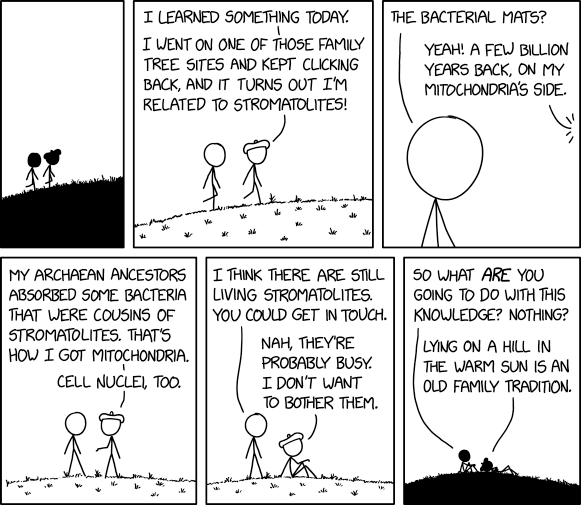 I LEARNED SOMETHING TODAY.
I WENT ON ONE OF THOSE FAMILY
TREE SITES AND KEPT CLICKING
BACK, AND IT TURNS OUT I'M
RELATED TO STROMATOLITES!
THE BACTERIAL MATS?
YEAH! A FEW BILLION
YEARS BACK, ON MY
MITOCHONDRIA'S SIDE.
MY ARCHAEAN ANCESTORS
ABSORBED SOME BACTERIA
THAT WERE COUSINS OF
STROMATOLITES. THAT'S
HOW I GOT MITOCHONDRIA.
CELL NUCLEI, TOO.
I THINK THERE ARE STILL
LIVING STROMATOLITES.
YOU COULD GET IN TOUCH.
NAH, THEY'RE
PROBABLY BUSY.
I DON'T WANT
TO BOTHER THEM.
SO WHAT ARE YOU
GOING TO DO WITH THIS
KNOWLEDGE? NOTHING?
LYING ON A HILL IN
THE WARM SUN IS AN
OLD FAMILY TRADITION.